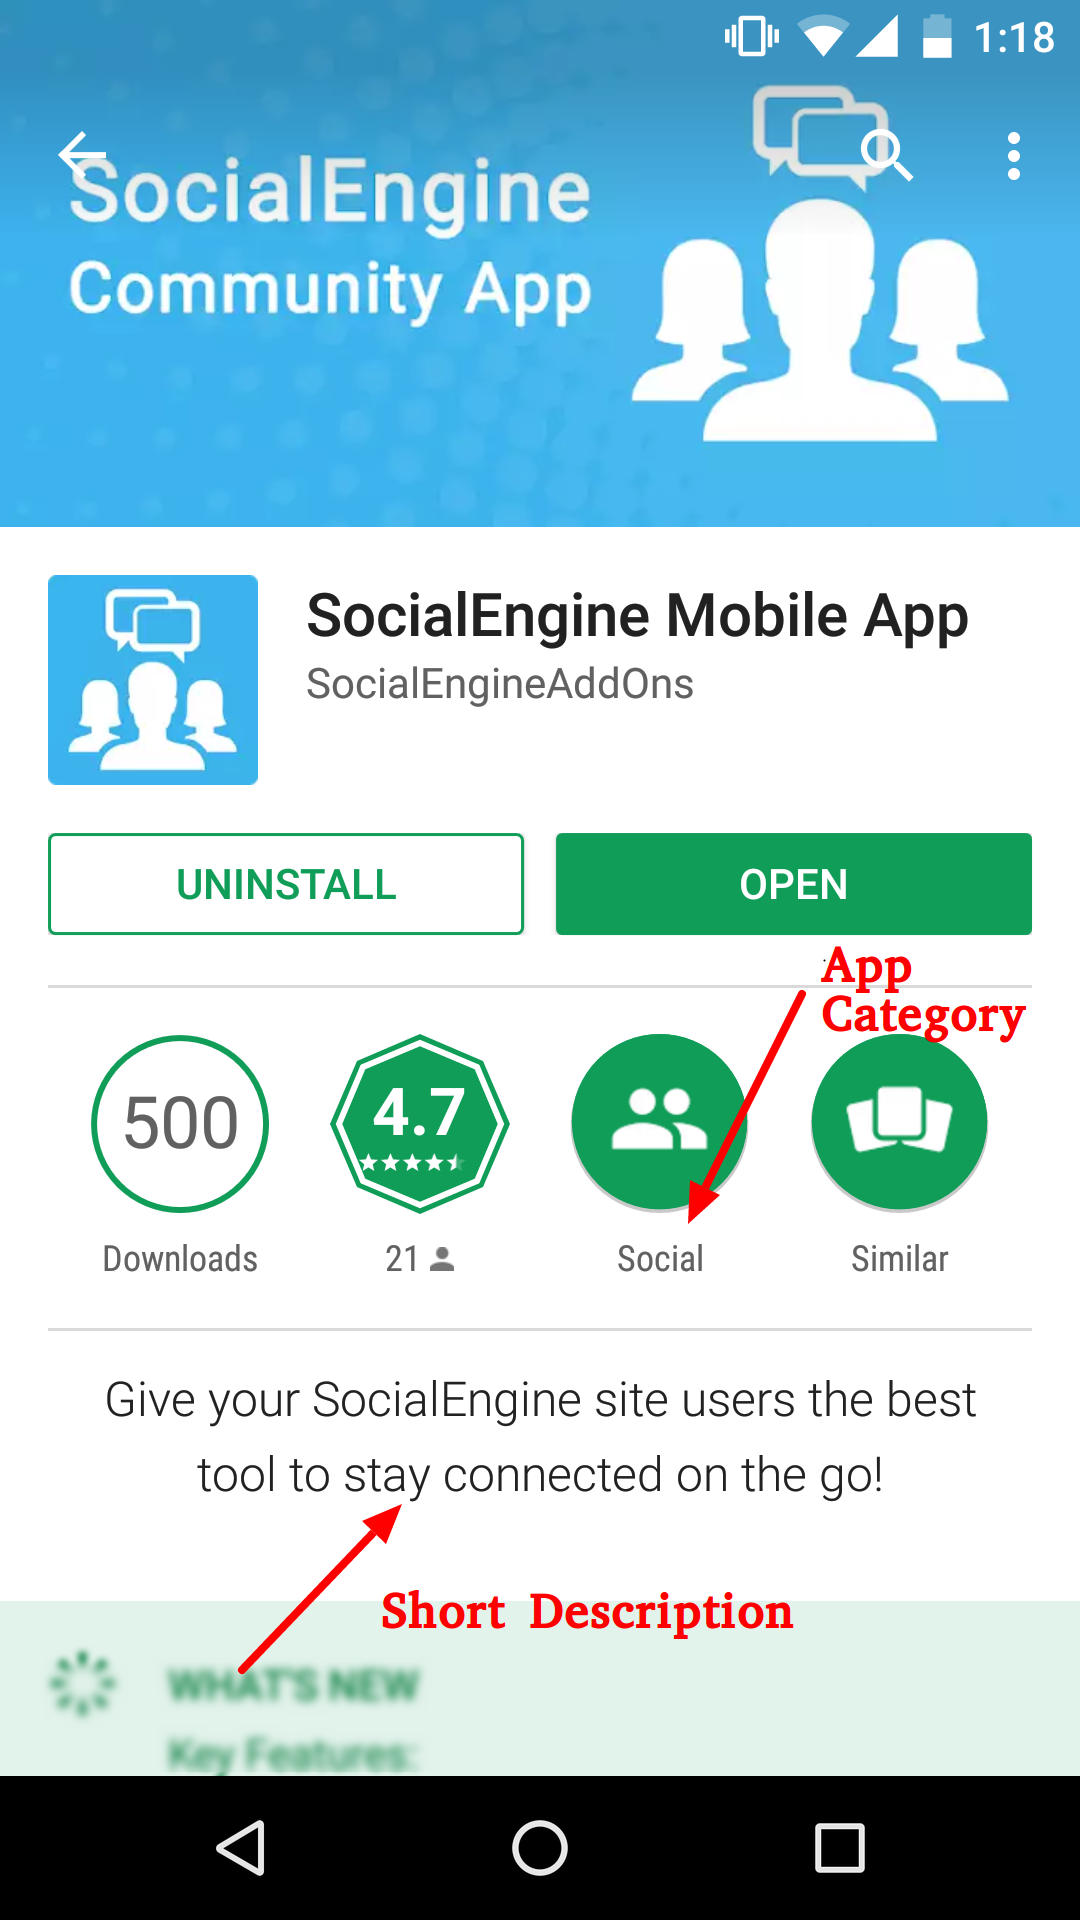 1:18
SocialEngine
Community App
SocialEngine Mobile App
SocialEngineAddOns
UNINSTALL
OPEN
App
Category
500
4.7
Downloads
21
Social
Similar
Give your SocialEngine site users the best
tool to stay connected on the go!
Short Description
WHAT'S NEW
Key Features: